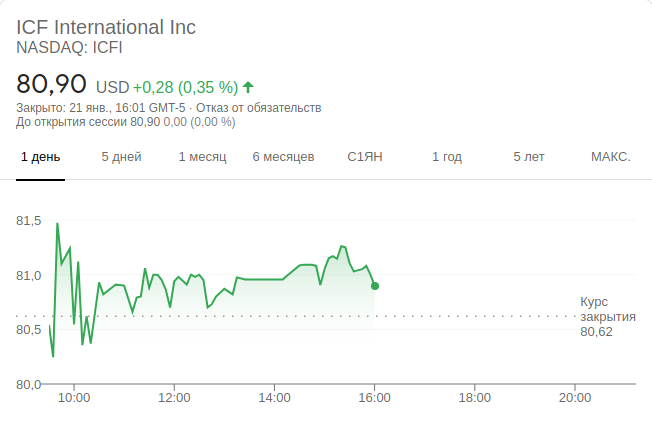 ICF International Inc
NASDAQ: ICFI
80,90 USD +0,28 (0,35 %)
Закрыто: 21 янв., 16:01 GMT-5 · Отказ от обязательств
До открытия сессии 80,90 0,00 (0,00 %)
1 день 5 дней 1 месяц 6 месяцев С1ЯН 1 год 5 лет МАКС.
81,5
81,0
80,5
80,0
Курс
закрытия
80,62
10:00 12:00 14:00 16:00 18:00 20:00